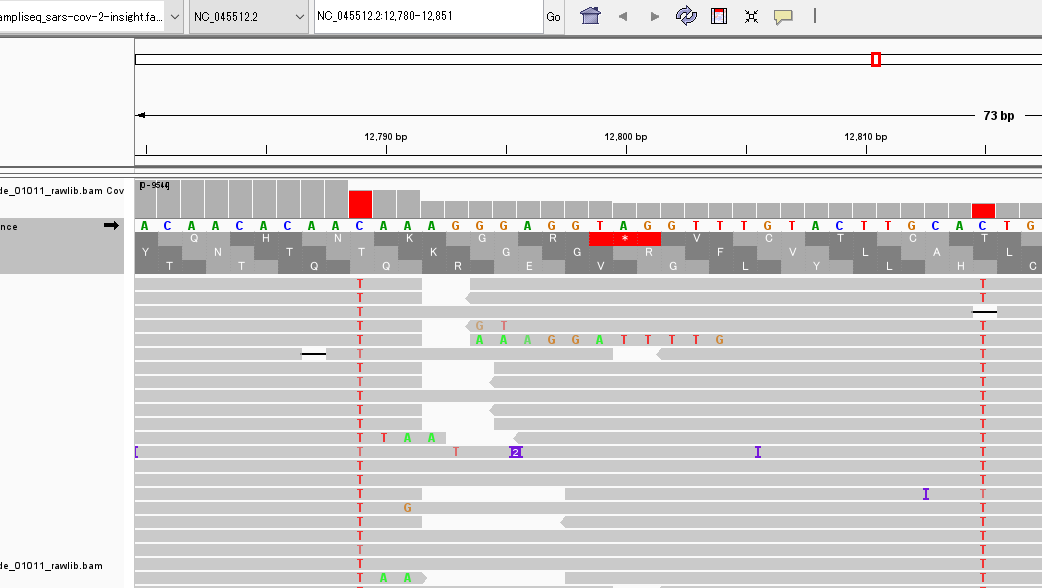 ampliseq_sars-cov-2-insight.fa... NC_045512.2 NC_045512.2:12,780-12,851 Go
73 bp
12,790 bp 12,800 bp 12,810 bp
de_01011_rawlib.bam Cov [0-9544]
nce A C A A C A C A A C A A A G G G A G G T A G G T T T G T A C T T G C A C T G
Q H N K G R * V C T C T
Y N T T K G G R F V L A L
T T Q Q R E V G L Y L H C
T T
T T
T
T G T T
T A A A G G A T T T T G T
T T
T T
T T
T T
T T
T T
T T A A T
T T 2 T
T T
T T
T T
T G T
T T
T T
T T
T T
de_01011_rawlib.bam
T A A T